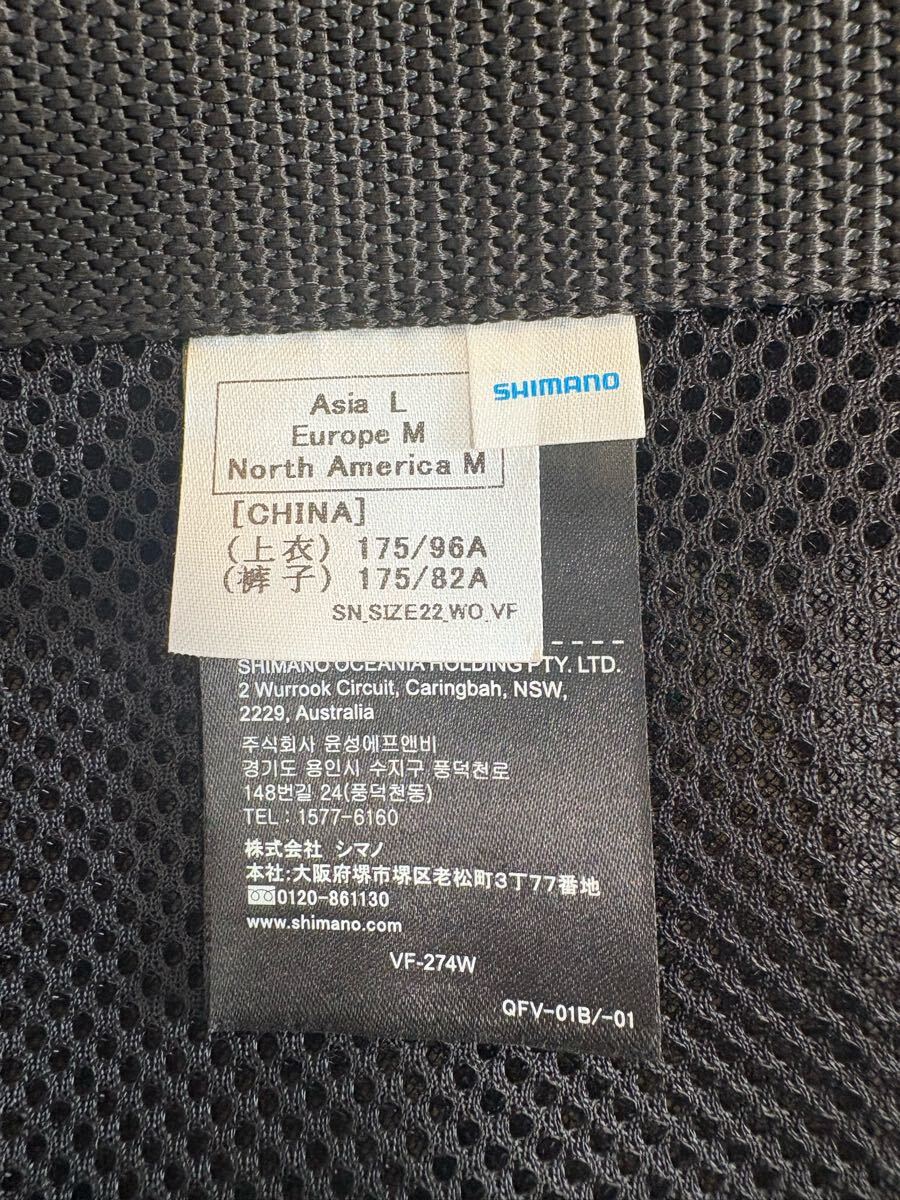 SHIMANO
Asia L
Europe M
North America M
[CHINA]
(上衣) 175/96A
(裤子) 175/82A
SN_SIZE22_WO_VF
SHIMANO OCEANIA HOLDING PTY. LTD.
2 Wurrook Circuit, Caringbah, NSW,
2229, Australia
주식회사 윤성에프앤비
경기도 용인시 수지구 풍덕천로
148번길 24(풍덕천동)
TEL : 1577-6160
株式会社 シマノ
本社:大阪府堺市堺区老松町3丁77番地
0120-861130
www.shimano.com
VF-274W
QFV-01B/-01